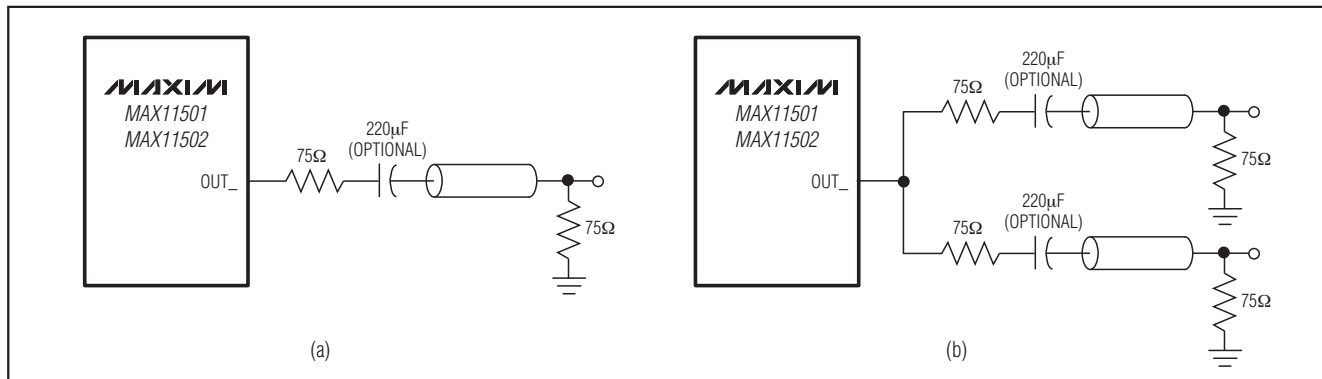 MAXIM
MAX11501
MAX11502
OUT_
75Ω
220μF
(OPTIONAL)
75Ω
(a)
MAXIM
MAX11501
MAX11502
OUT_
75Ω
220μF
(OPTIONAL)
75Ω
75Ω
220μF
(OPTIONAL)
75Ω
(b)